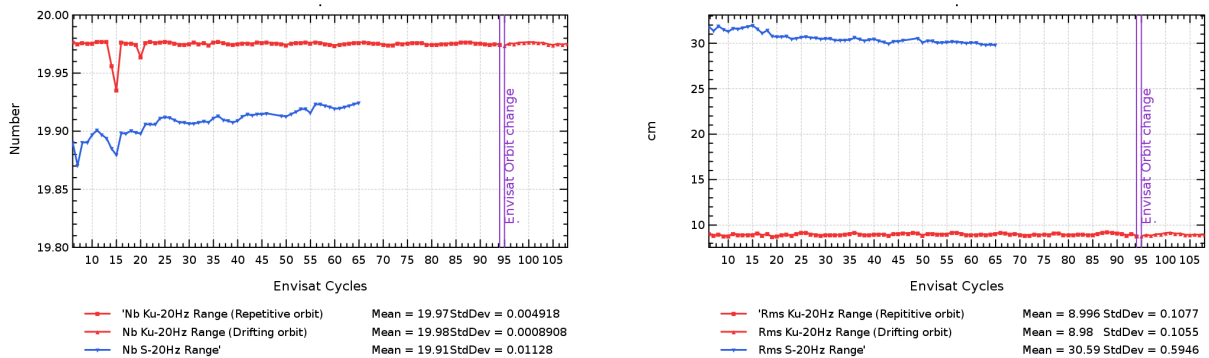 20.00
19.95
19.90
19.85
19.80
Number
10 15 20 25 30 35 40 45 50 55 60 65 70 75 80 85 90 95 100 105
Envisat Cycles
Envisat Orbit change
'Nb Ku-20Hz Range (Repetitive orbit) Mean = 19.97 StdDev = 0.004918
Nb Ku-20Hz Range (Drifting orbit) Mean = 19.98 StdDev = 0.0008908
Nb S-20Hz Range' Mean = 19.91 StdDev = 0.01128
30
20
10
cm
10 15 20 25 30 35 40 45 50 55 60 65 70 75 80 85 90 95 100 105
Envisat Cycles
Envisat Orbit change
'Rms Ku-20Hz Range (Repititive orbit) Mean = 8.996 StdDev = 0.1077
Rms Ku-20Hz Range (Drifting orbit) Mean = 8.98 StdDev = 0.1055
Rms S-20Hz Range' Mean = 30.59 StdDev = 0.5946